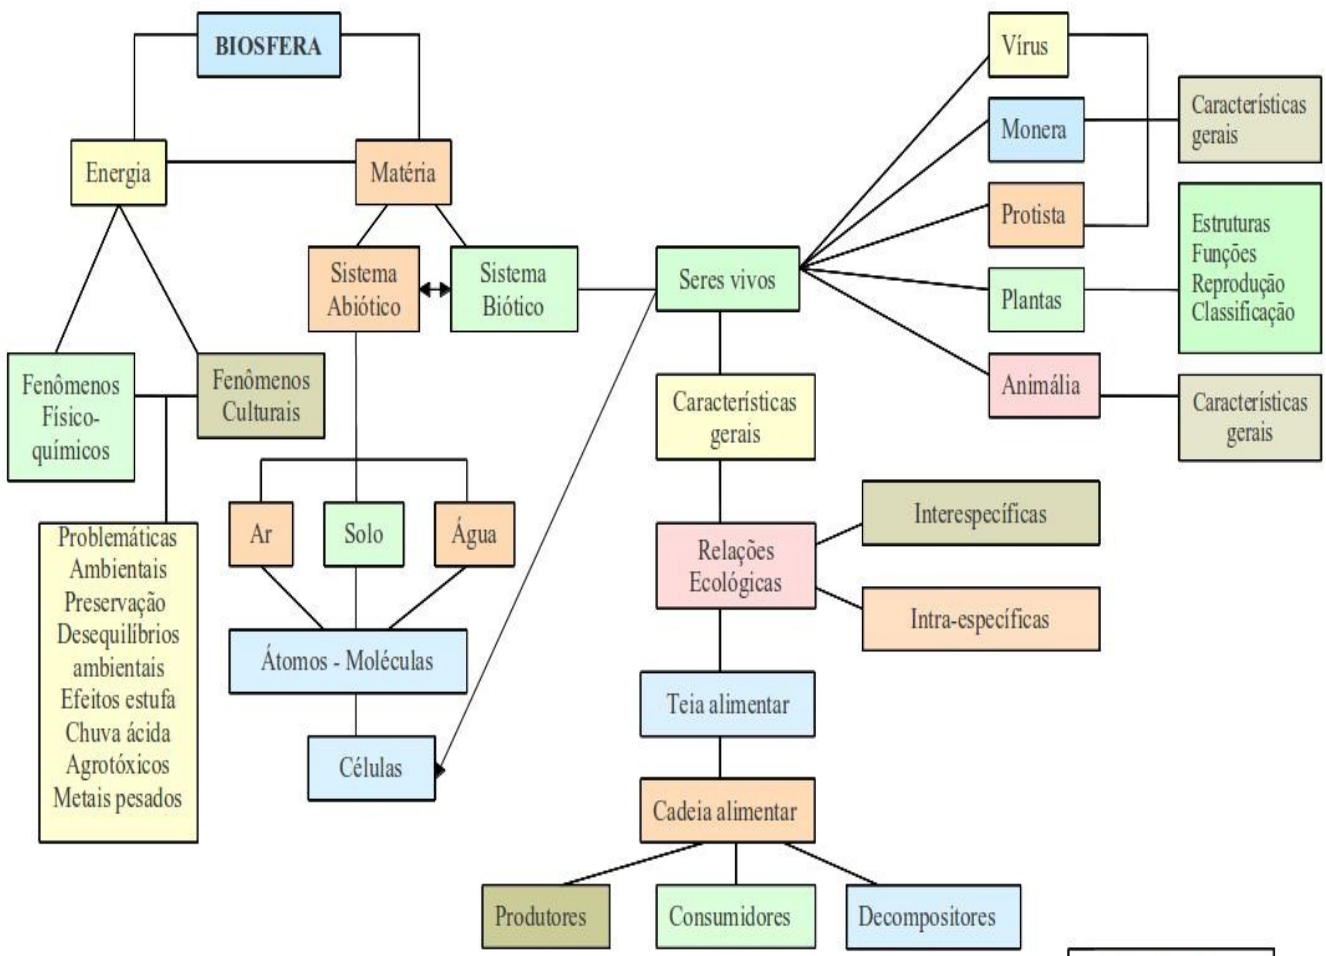 BIOSFERA
Energia
Matéria
Sistema
Abiótico
Sistema
Biótico
Fenômenos
Físico-
químicos
Fenômenos
Culturais
Problemáticas
Ambientais
Preservação
Desequilíbrios
ambientais
Efeitos estufa
Chuva ácida
Agrotóxicos
Metais pesados
Ar
Solo
Água
Átomos - Moléculas
Células
Seres vivos
Vírus
Monera
Protista
Plantas
Animália
Características
gerais
Estruturas
Funções
Reprodução
Classificação
Características
gerais
Características
gerais
Relações
Ecológicas
Interespecíficas
Intra-específicas
Teia alimentar
Cadeia alimentar
Produtores
Consumidores
Decompositores